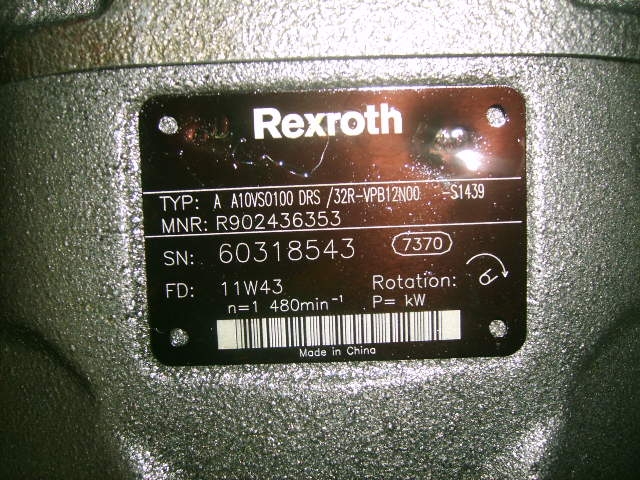 Rexroth
TYP: A A10VSO100 DRS /32R-VPB12N00 -S1439
MNR: R902436353
SN: 60318543 7370
FD: 11W43 Rotation:
n=1 480min⁻¹ P= kW
Made in China